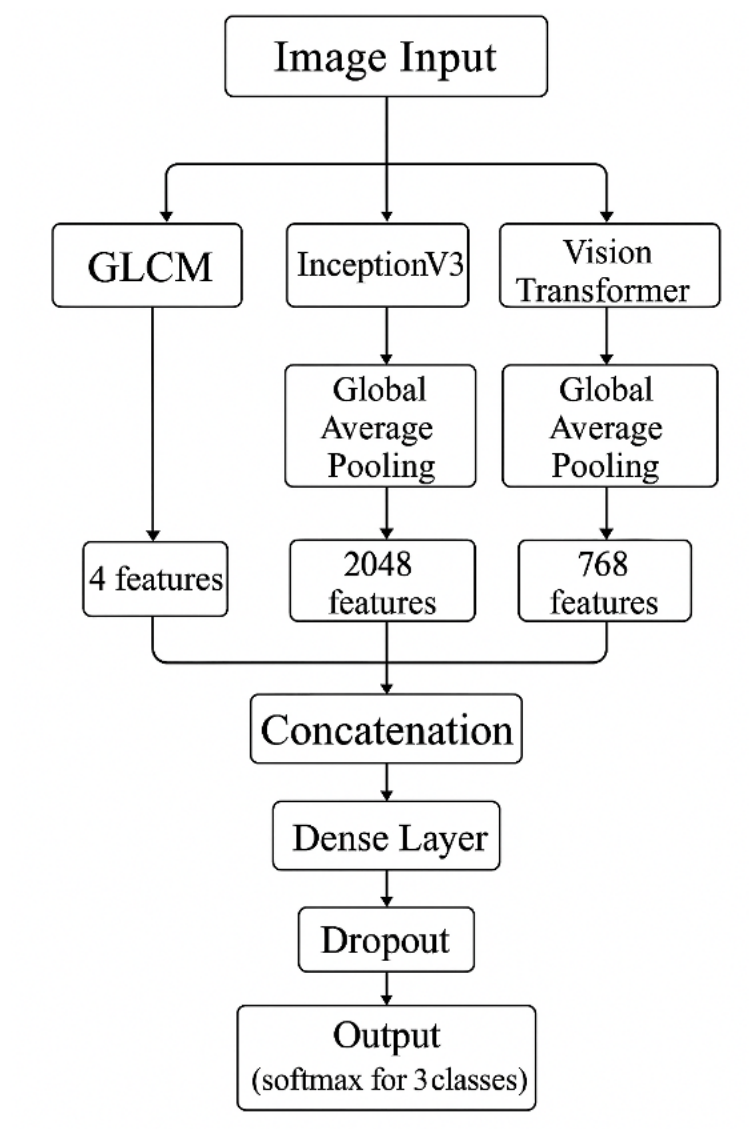 Image Input
GLCM
InceptionV3
Vision
Transformer
Global
Average
Pooling
Global
Average
Pooling
4 features
2048
features
768
features
Concatenation
Dense Layer
Dropout
Output
(softmax for 3 classes)